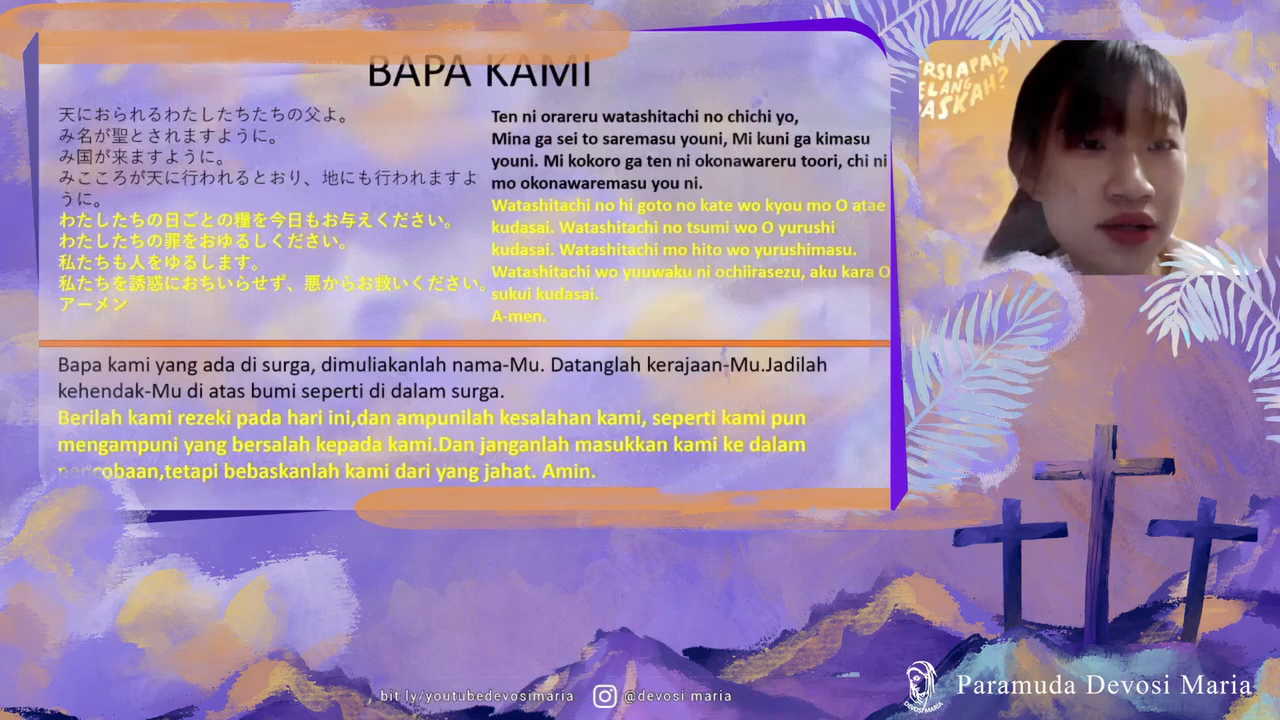 BAPA KAMI
天におられるわたしたちたちの父よ。
み名が聖とされますように。
み国が来ますように。
みこころが天に行われるとおり、地にも行われますよ
うに。
わたしたちの日ごとの糧を今日もお与えください。
わたしたちの罪をおゆるしください。
私たちも人をゆるします。
私たちを誘惑におちいらせず、悪からお救いください。
アーメン
Ten ni orareru watashitachi no chichi yo,
Mina ga sei to saremasu youni, Mi kuni ga kimasu
youni. Mi kokoro ga ten ni okonawareru toori, chi ni
mo okonawaremasu you ni.
Watashitachi no hi goto no kate wo kyou mo O atae
kudasai. Watashitachi no tsumi wo O yurushi
kudasai. Watashitachi mo hito wo yurushimasu.
Watashitachi wo yuuwaku ni ochiirasezu, aku kara O
sukui kudasai.
A-men.
Bapa kami yang ada di surga, dimuliakanlah nama-Mu. Datanglah kerajaan-Mu.Jadilah
kehendak-Mu di atas bumi seperti di dalam surga.
Berilah kami rezeki pada hari ini,dan ampunilah kesalahan kami, seperti kami pun
mengampuni yang bersalah kepada kami.Dan janganlah masukkan kami ke dalam
pencobaan,tetapi bebaskanlah kami dari yang jahat. Amin.
RSIAPAN
ELANG
ASKAH?
bit.ly/youtubedevosimaria @devosi maria
DEVOSI MARIA
Paramuda Devosi Maria